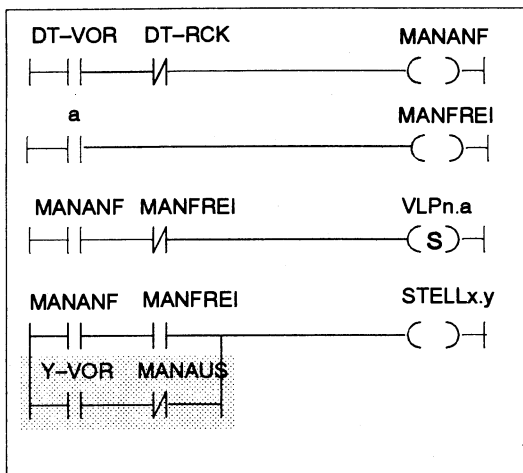 DT–VOR DT–RCK MANANF
a MANFREI
MANANF MANFREI VLPn.a
S
MANANF MANFREI STELLx.y
Y–VOR MANAUS